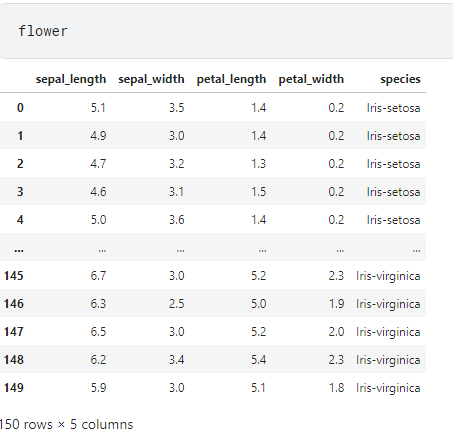 flower
sepal_length sepal_width petal_length petal_width species
0 5.1 3.5 1.4 0.2 Iris-setosa
1 4.9 3.0 1.4 0.2 Iris-setosa
2 4.7 3.2 1.3 0.2 Iris-setosa
3 4.6 3.1 1.5 0.2 Iris-setosa
4 5.0 3.6 1.4 0.2 Iris-setosa
... ... ... ... ... ...
145 6.7 3.0 5.2 2.3 Iris-virginica
146 6.3 2.5 5.0 1.9 Iris-virginica
147 6.5 3.0 5.2 2.0 Iris-virginica
148 6.2 3.4 5.4 2.3 Iris-virginica
149 5.9 3.0 5.1 1.8 Iris-virginica
150 rows × 5 columns